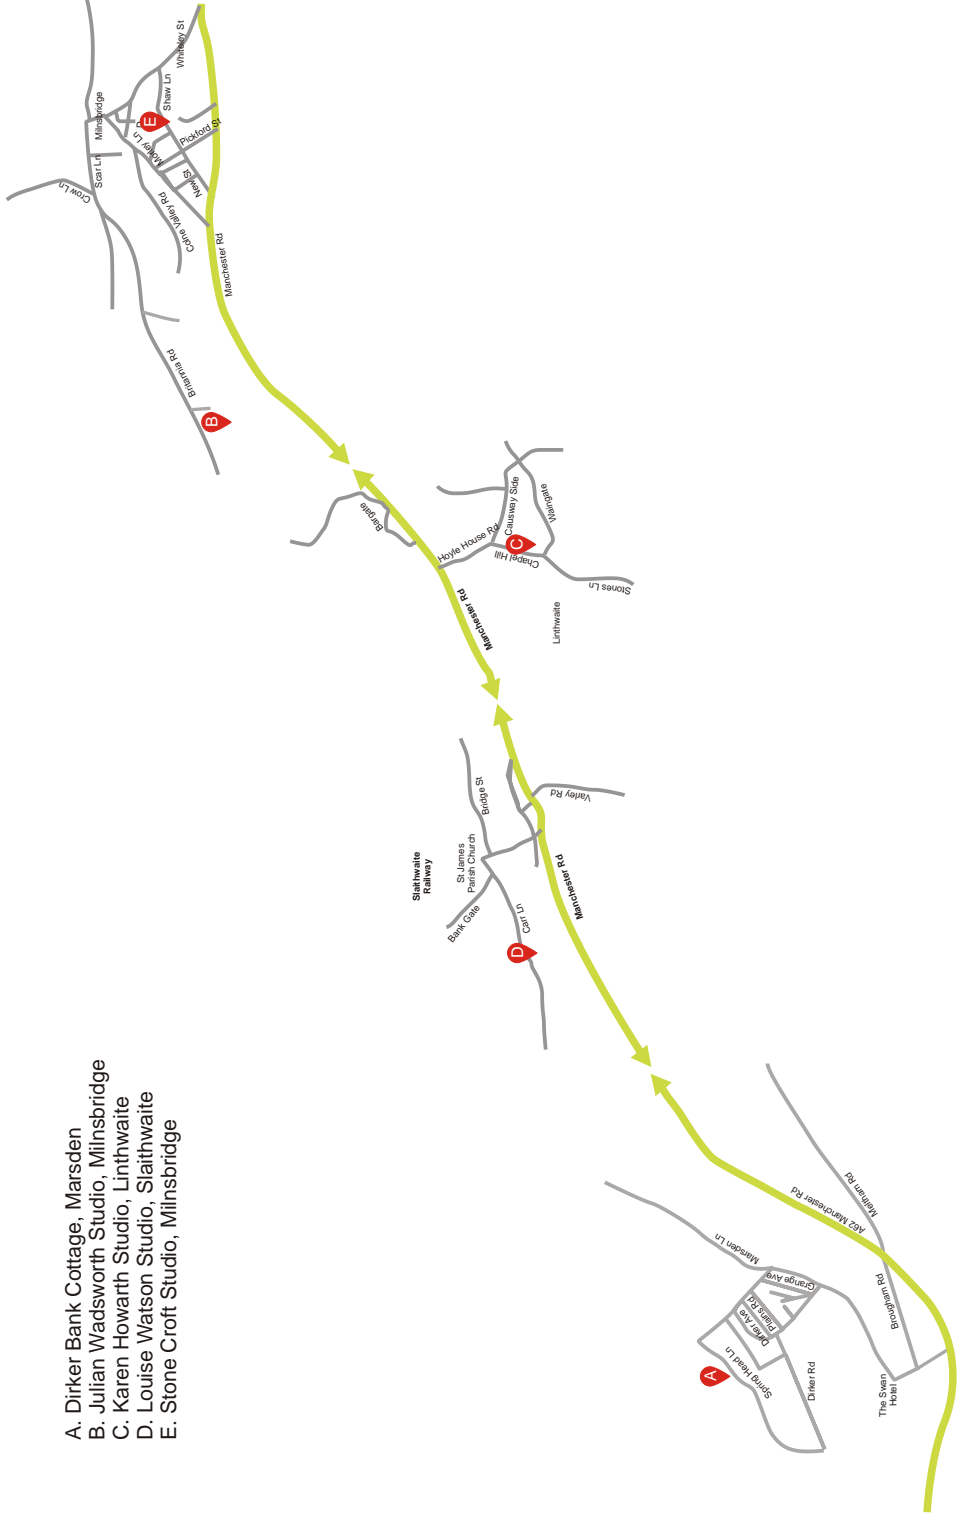 A. Dirker Bank Cottage, Marsden
B. Julian Wadsworth Studio, Milnsbridge
C. Karen Howarth Studio, Linthwaite
D. Louise Watson Studio, Slaithwaite
E. Stone Croft Studio, Milnsbridge
A
Spring Head Ln
Dirker Rd
Dirker Ave
Plains Rd
Grange Ave
Marsden Ln
The Swan
Hotel
Brougham Rd
A62 Manchester Rd
Meltham Rd
D
Carr Ln
Bank Gate
Slaithwaite
Railway
St James
Parish Church
Bridge St
Varley Rd
Manchester Rd
Linthwaite
Stones Ln
C
Chapel Hill
Causway Side
Waingate
Hoyle House Rd
Manchester Rd
Bargate
B
Britannia Rd
Manchester Rd
Colne Valley Rd
Crow Ln
Scar Ln
Milnsbridge
Morley Ln
New St
Pickford St
E
Shaw Ln
Whiteley St